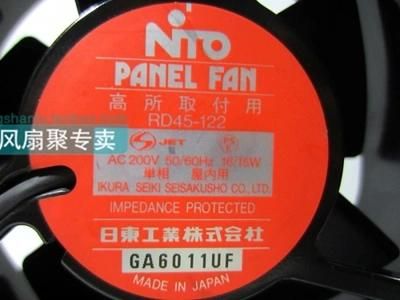 NITO
PANEL FAN
高所取付用
RD45-122
JET
PS
E
AC 200V 50/60Hz 16/15W
単相 屋内用
IKURA SEIKI SEISAKUSHO CO., LTD.
IMPEDANCE PROTECTED
日東工業株式会社
GA6011UF
MADE IN JAPAN
风扇聚专卖